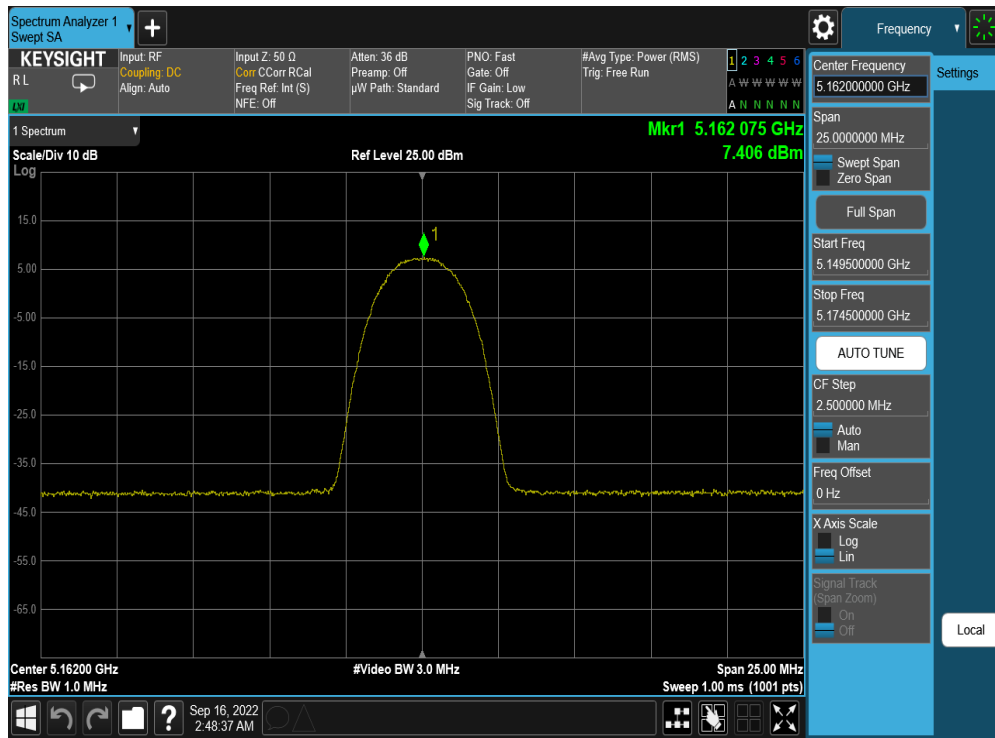 Spectrum Analyzer 1
Swept SA
Frequency
KEYSIGHT
R L
LXI
Input: RF
Coupling: DC
Align: Auto
Input Z: 50 Ω
Corr CCorr RCal
Freq Ref: Int (S)
NFE: Off
Atten: 36 dB
Preamp: Off
µW Path: Standard
PNO: Fast
Gate: Off
IF Gain: Low
Sig Track: Off
#Avg Type: Power (RMS)
Trig: Free Run
1 2 3 4 5 6
A W W W W W
A N N N N N
1 Spectrum
Mkr1 5.162 075 GHz
7.406 dBm
Scale/Div 10 dB
Ref Level 25.00 dBm
Log
1
15.0
5.00
-5.00
-15.0
-25.0
-35.0
-45.0
-55.0
-65.0
Center 5.16200 GHz
#Video BW 3.0 MHz
Span 25.00 MHz
#Res BW 1.0 MHz
Sweep 1.00 ms (1001 pts)
Center Frequency
5.162000000 GHz
Settings
Span
25.0000000 MHz
Swept Span
Zero Span
Full Span
Start Freq
5.149500000 GHz
Stop Freq
5.174500000 GHz
AUTO TUNE
CF Step
2.500000 MHz
Auto
Man
Freq Offset
0 Hz
X Axis Scale
Log
Lin
Signal Track
(Span Zoom)
On
Off
Local
?
Sep 16, 2022
2:48:37 AM